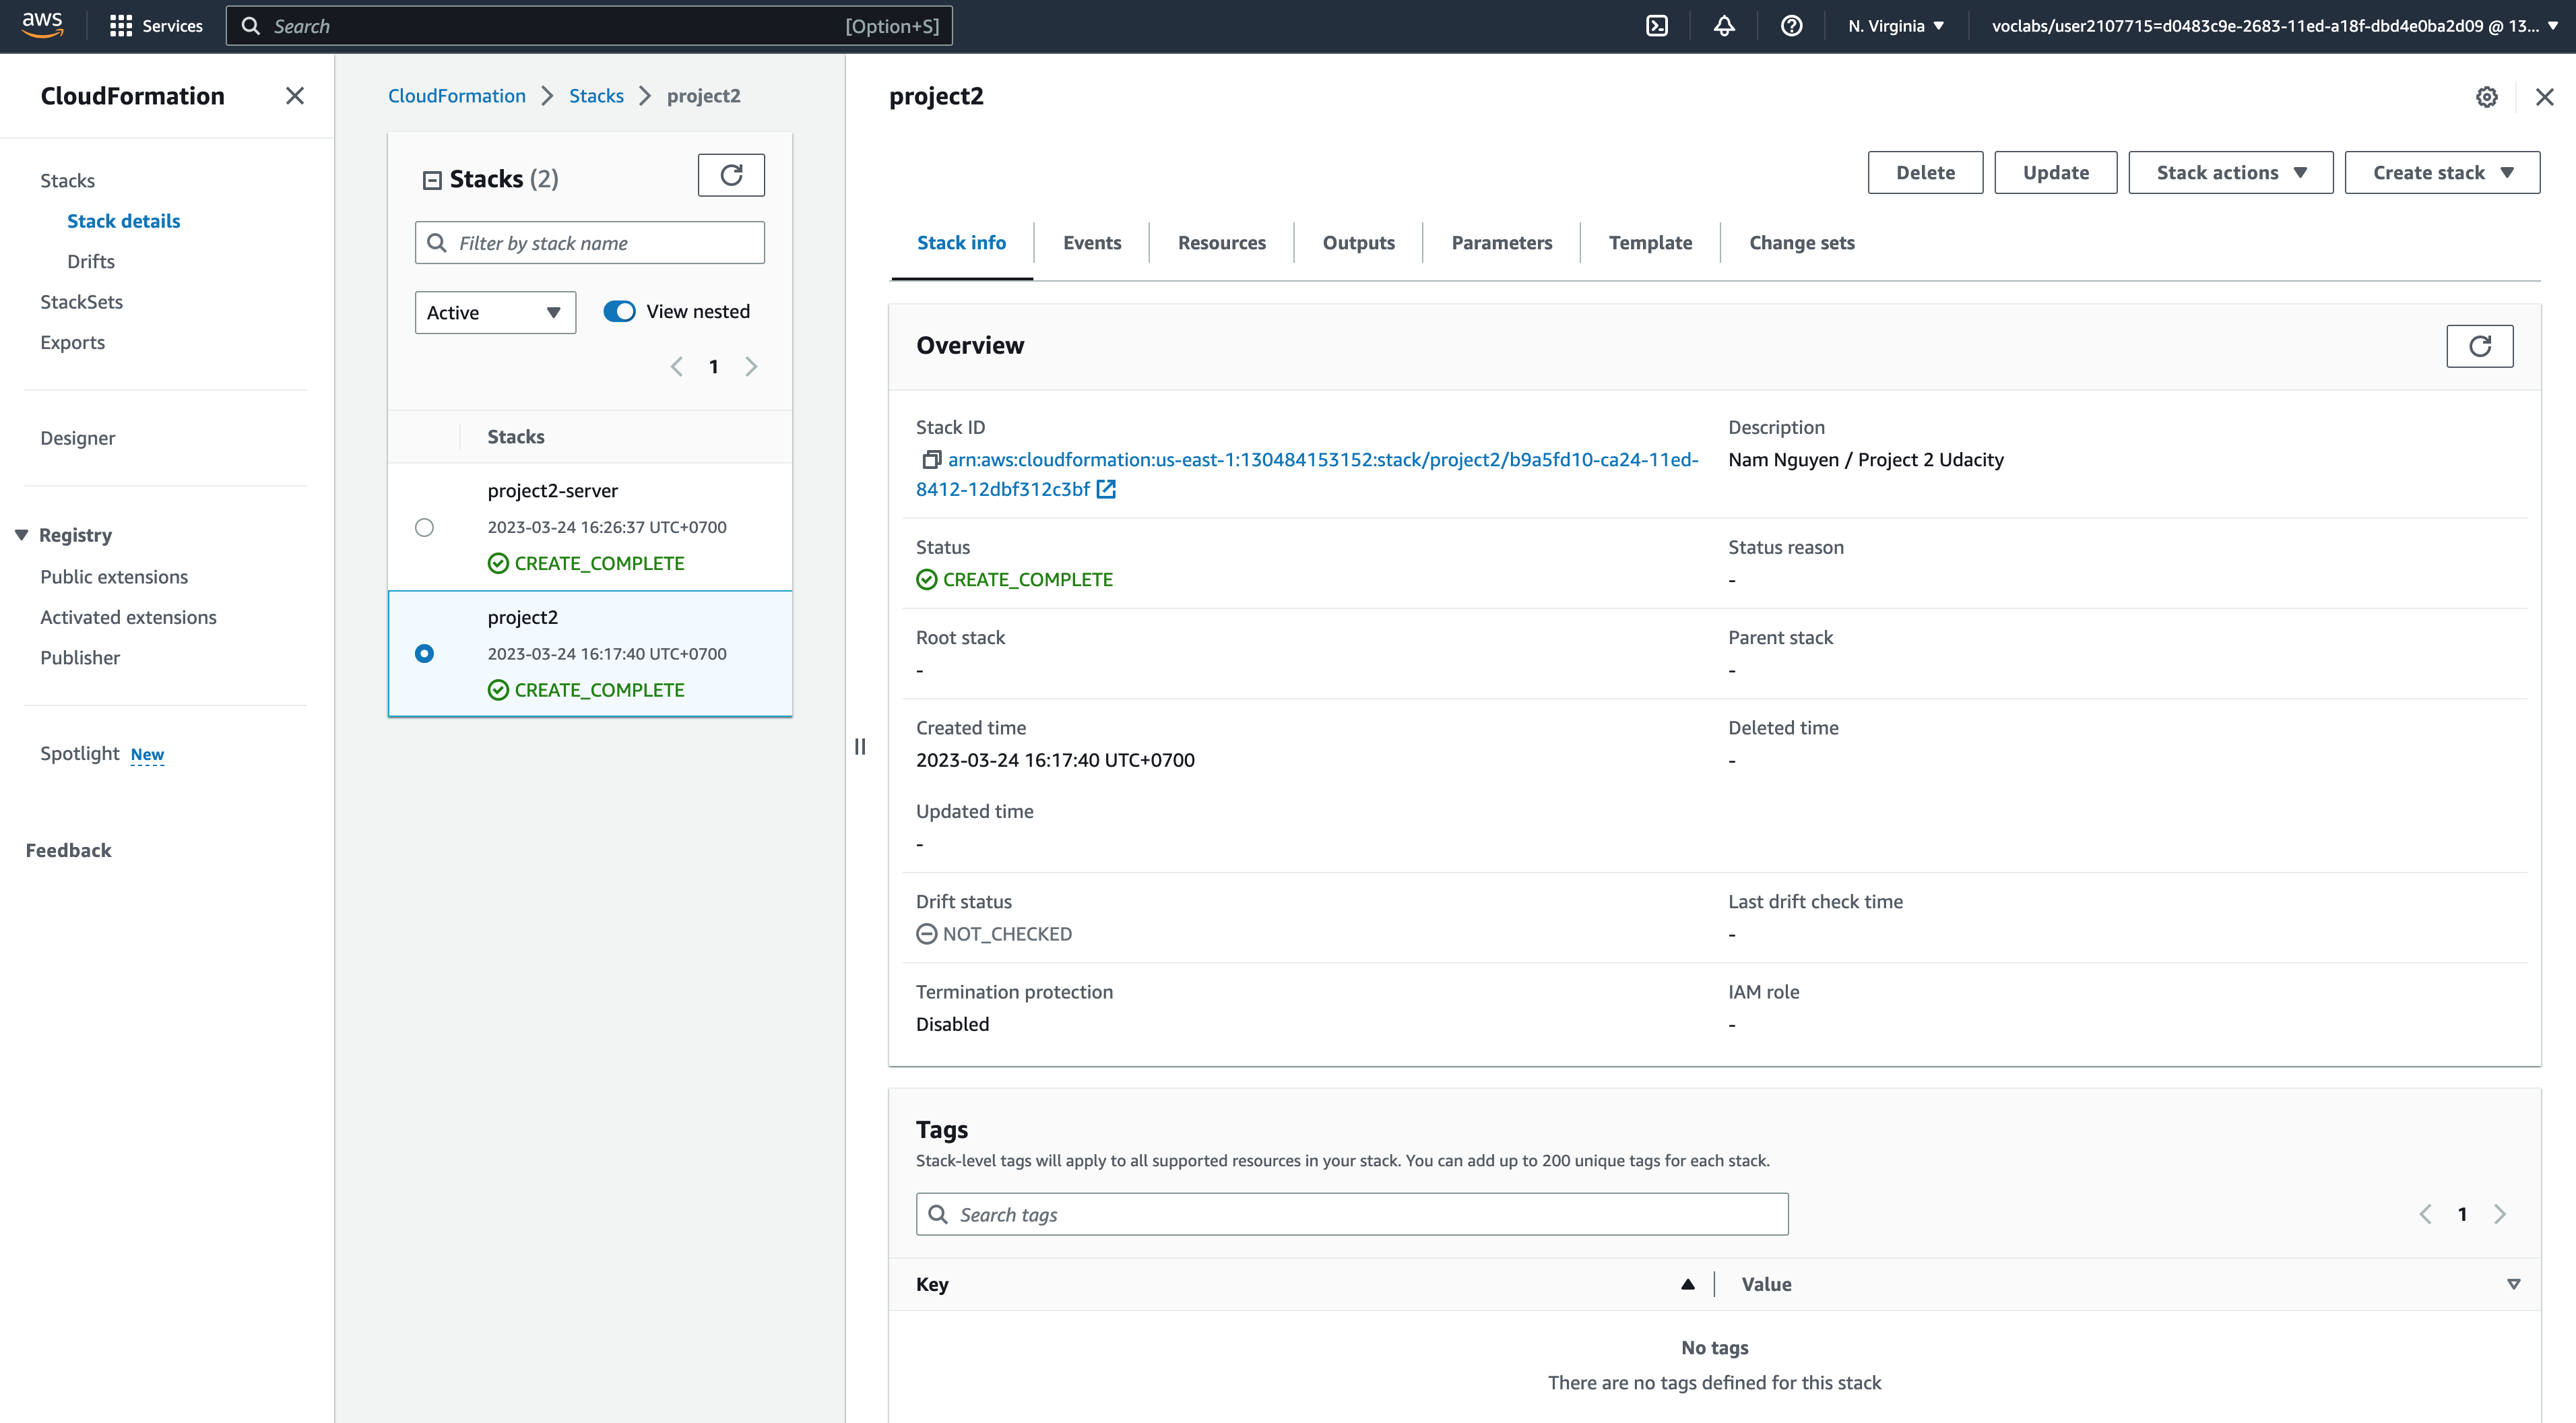 aws
Services
Search
[Option+S]
N. Virginia
voclabs/user2107715=d0483c9e-2683-11ed-a18f-dbd4e0ba2d09 @ 13...
CloudFormation
Stacks
Stack details
Drifts
StackSets
Exports
Designer
Registry
Public extensions
Activated extensions
Publisher
Spotlight New
Feedback
CloudFormation
Stacks
project2
Stacks (2)
Filter by stack name
Active
View nested
1
Stacks
project2-server
2023-03-24 16:26:37 UTC+0700
CREATE_COMPLETE
project2
2023-03-24 16:17:40 UTC+0700
CREATE_COMPLETE
project2
Delete
Update
Stack actions
Create stack
Stack info
Events
Resources
Outputs
Parameters
Template
Change sets
Overview
Stack ID
arn:aws:cloudformation:us-east-1:130484153152:stack/project2/b9a5fd10-ca24-11ed-
8412-12dbf312c3bf
Description
Nam Nguyen / Project 2 Udacity
Status
CREATE_COMPLETE
Status reason
-
Root stack
-
Parent stack
-
Created time
2023-03-24 16:17:40 UTC+0700
Deleted time
-
Updated time
-
Drift status
NOT_CHECKED
Last drift check time
-
Termination protection
Disabled
IAM role
-
Tags
Stack-level tags will apply to all supported resources in your stack. You can add up to 200 unique tags for each stack.
Search tags
1
Key
Value
No tags
There are no tags defined for this stack